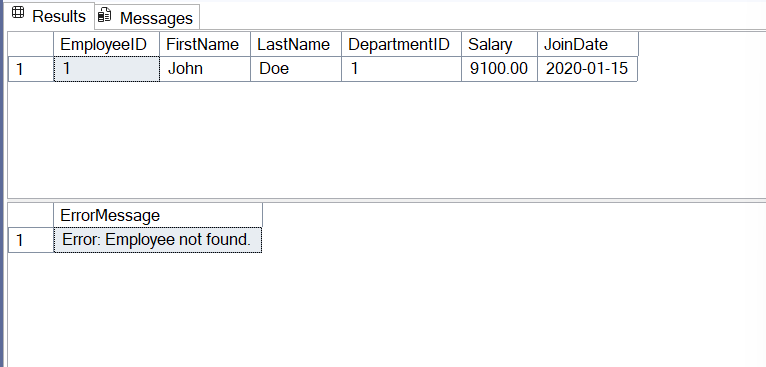 Results Messages
EmployeeID FirstName LastName DepartmentID Salary JoinDate
1 1 John Doe 1 9100.00 2020-01-15
ErrorMessage
1 Error: Employee not found.